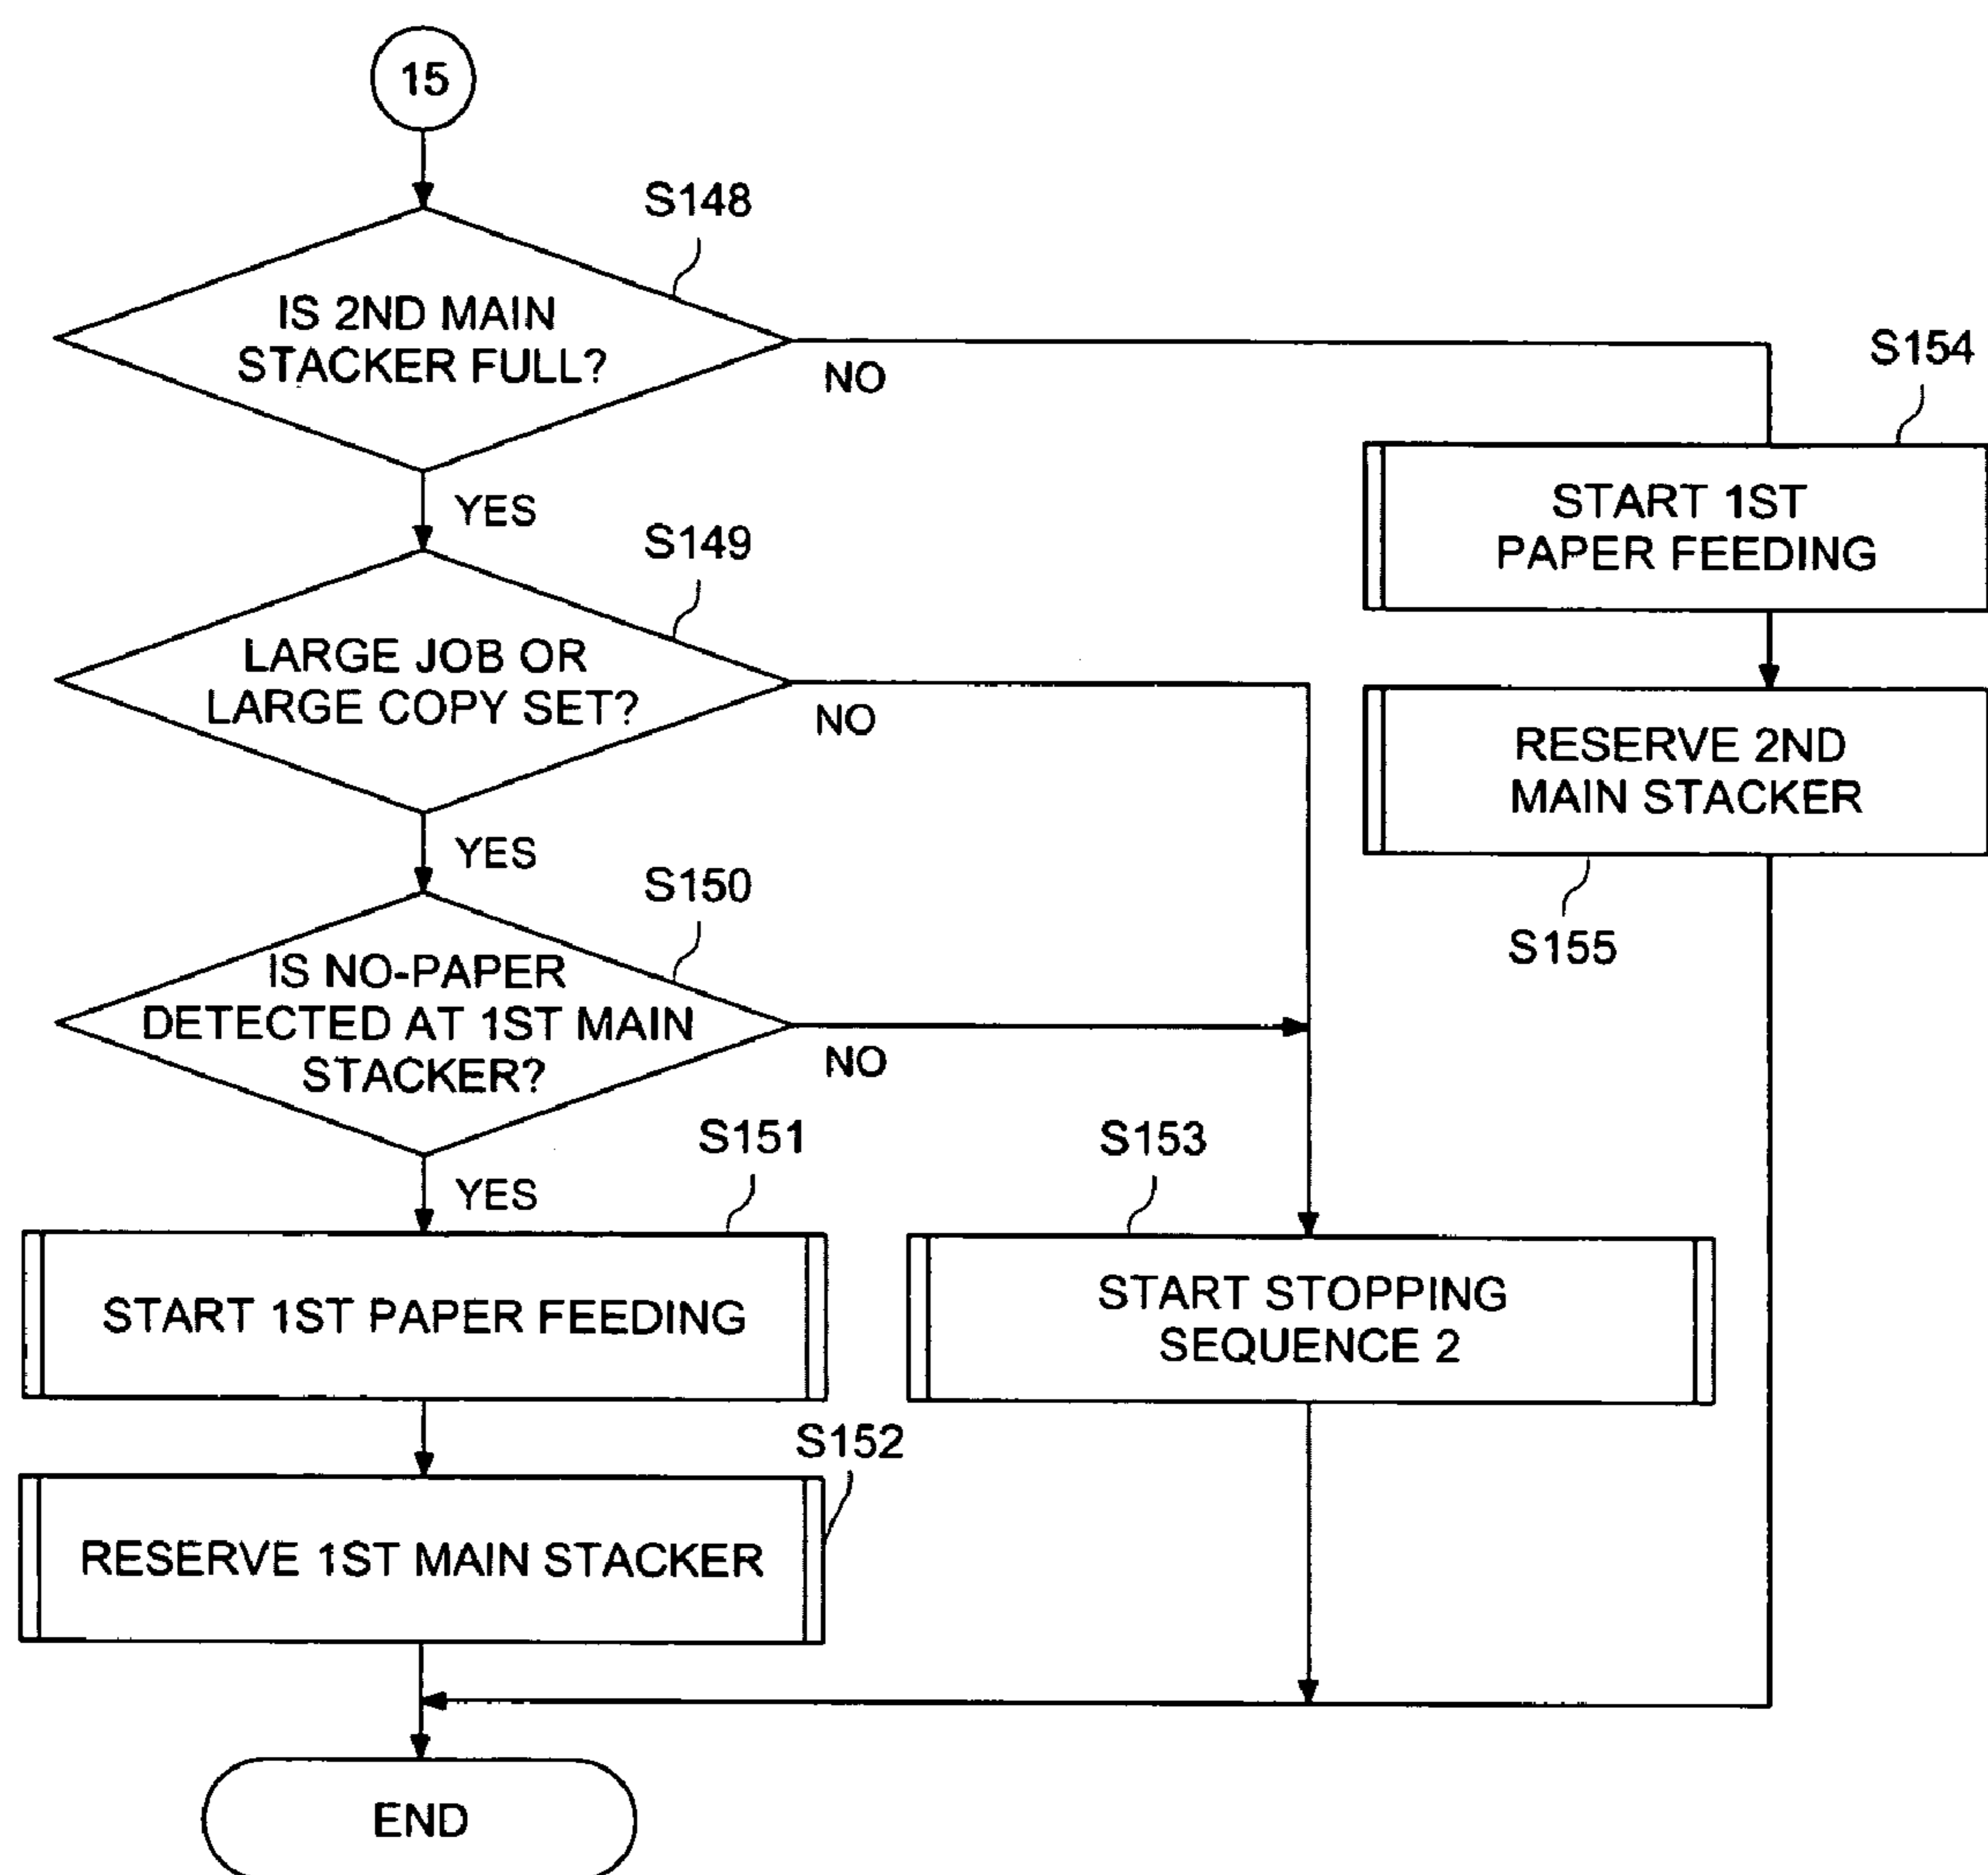 15
S148
IS 2ND MAIN
STACKER FULL?
NO
YES
S154
START 1ST
PAPER FEEDING
S149
LARGE JOB OR
LARGE COPY SET?
NO
YES
RESERVE 2ND
MAIN STACKER
S155
S150
IS NO-PAPER
DETECTED AT 1ST MAIN
STACKER?
NO
YES
S151
START 1ST PAPER FEEDING
S153
START STOPPING
SEQUENCE 2
S152
RESERVE 1ST MAIN STACKER
END